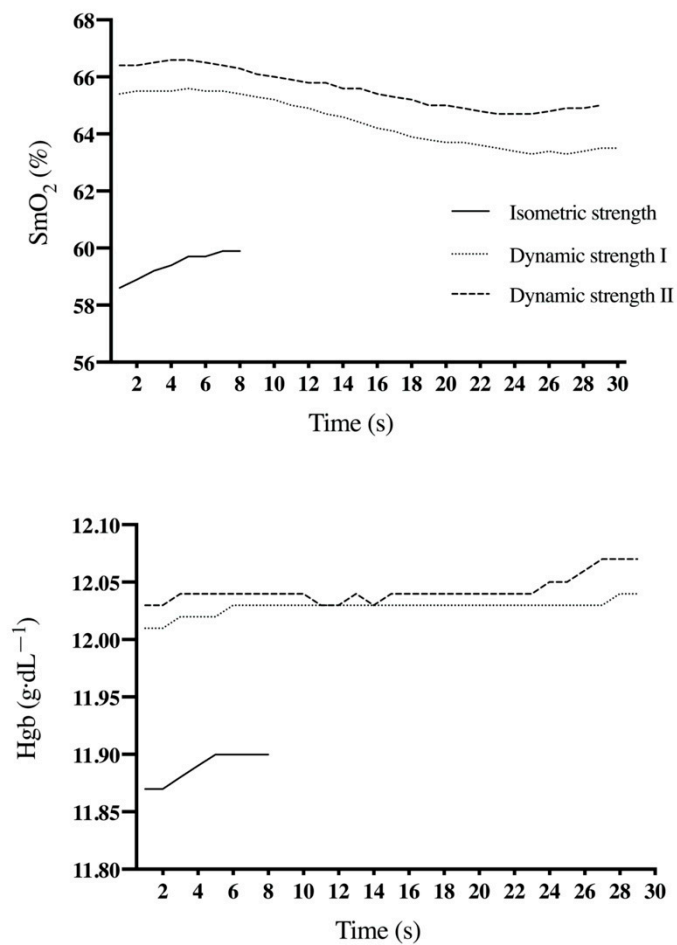 68
66
64
62
60
58
56
SmO₂ (%)
Isometric strength
Dynamic strength I
Dynamic strength II
2 4 6 8 10 12 14 16 18 20 22 24 26 28 30
Time (s)
12.10
12.05
12.00
11.95
11.90
11.85
11.80
Hgb (g·dL⁻¹)
2 4 6 8 10 12 14 16 18 20 22 24 26 28 30
Time (s)